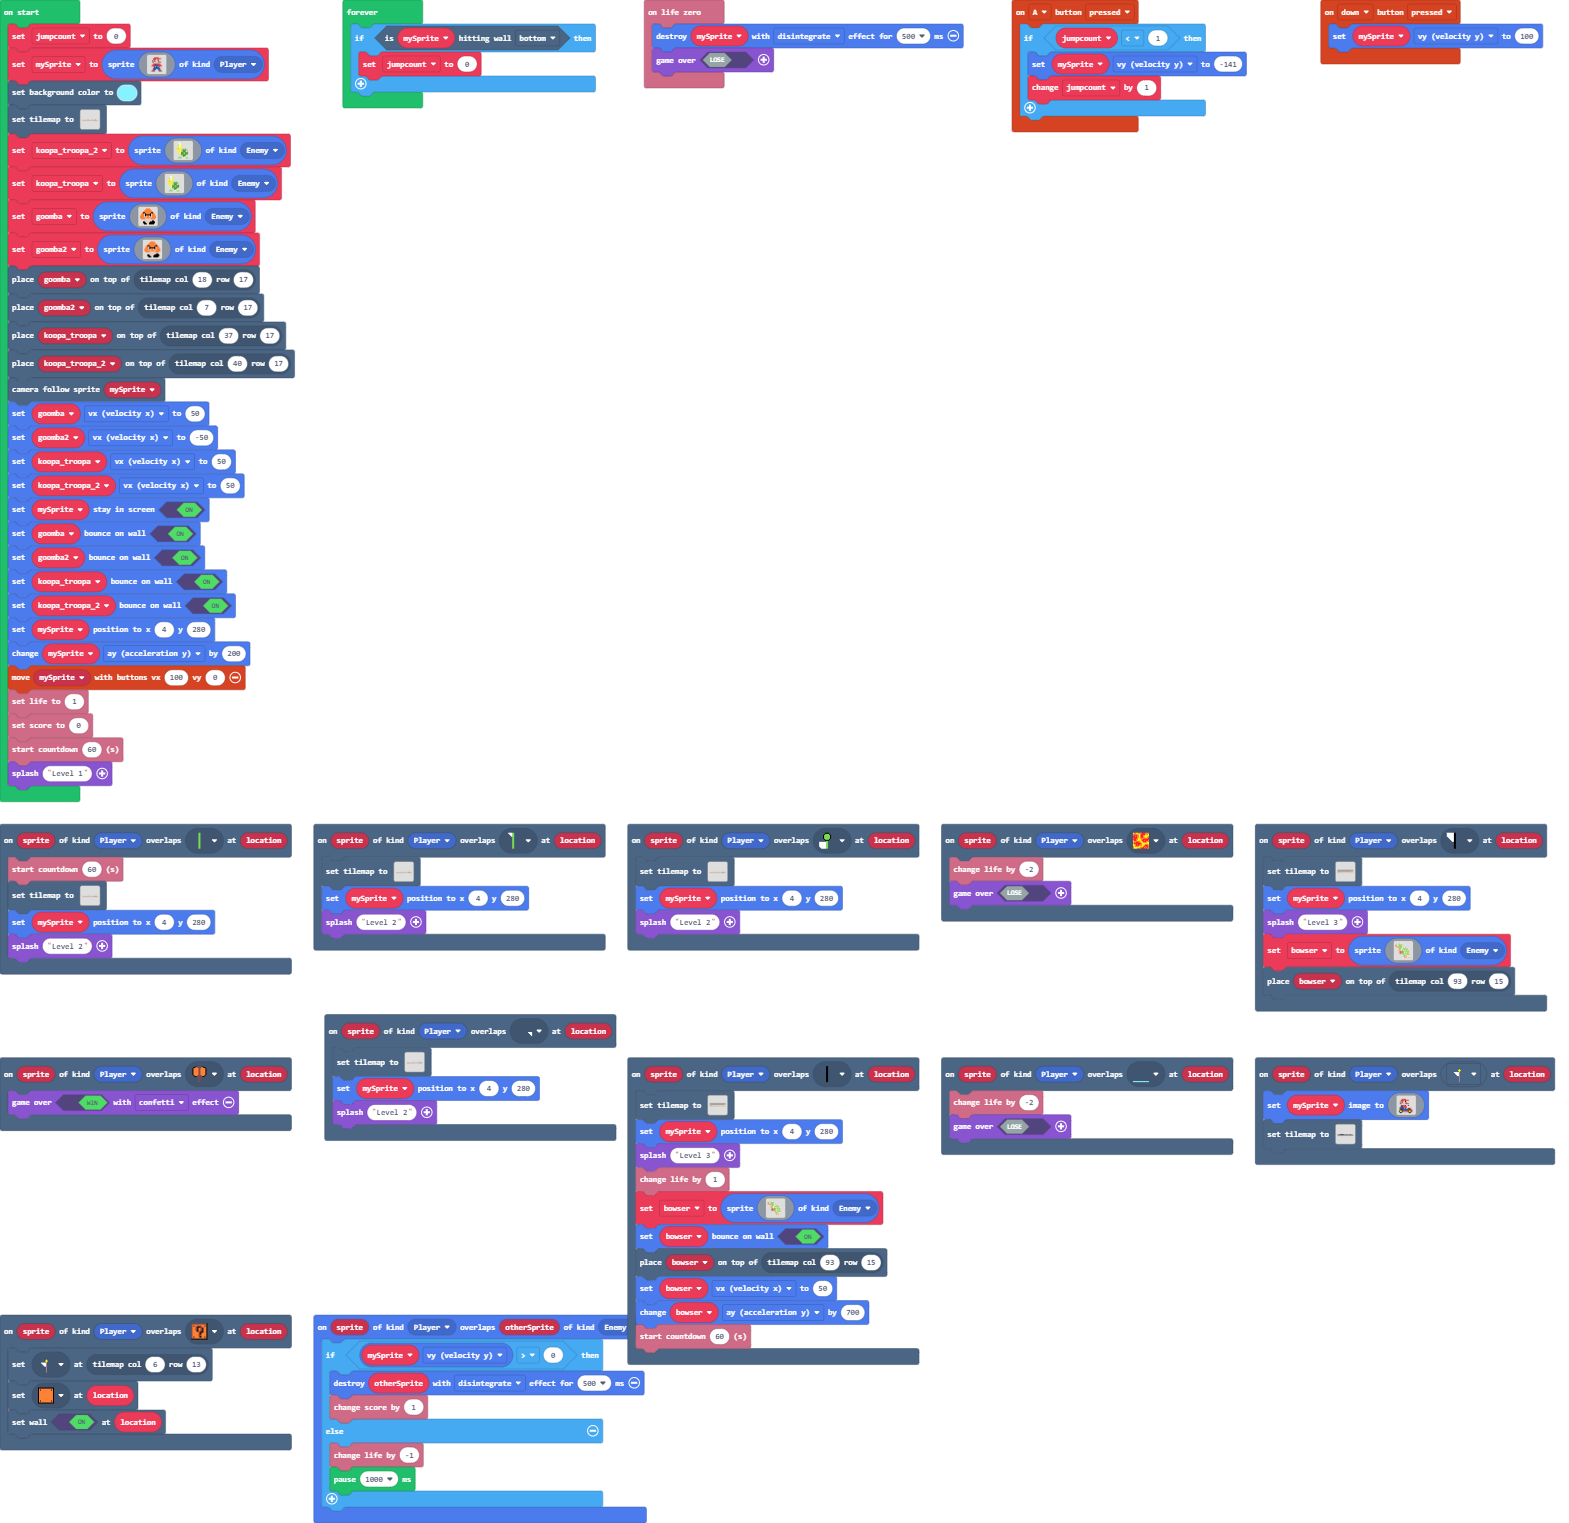 on start
set jumpcount to 0
set mySprite to sprite of kind Player
set background color to
set tilemap to
set koopa_troopa_2 to sprite of kind Enemy
set koopa_troopa to sprite of kind Enemy
set goomba to sprite of kind Enemy
set goomba2 to sprite of kind Enemy
place goomba on top of tilemap col 18 row 17
place goomba2 on top of tilemap col 7 row 17
place koopa_troopa on top of tilemap col 37 row 17
place koopa_troopa_2 on top of tilemap col 40 row 17
camera follow sprite mySprite
set goomba vx (velocity x) to 50
set goomba2 vx (velocity x) to -50
set koopa_troopa vx (velocity x) to 50
set koopa_troopa_2 vx (velocity x) to 50
set mySprite stay in screen ON
set goomba bounce on wall ON
set goomba2 bounce on wall ON
set koopa_troopa bounce on wall ON
set koopa_troopa_2 bounce on wall ON
set mySprite position to x 4 y 280
change mySprite ay (acceleration y) by 200
move mySprite with buttons vx 100 vy 0
set life to 1
set score to 0
start countdown 60 (s)
splash "Level 1"
forever
if is mySprite hitting wall bottom then
set jumpcount to 0
on life zero
destroy mySprite with disintegrate effect for 500 ms
game over LOSE
on A button pressed
if jumpcount < 1 then
set mySprite vy (velocity y) to -141
change jumpcount by 1
on down button pressed
set mySprite vy (velocity y) to 100
on sprite of kind Player overlaps at location
start countdown 60 (s)
set tilemap to
set mySprite position to x 4 y 280
splash "Level 2"
on sprite of kind Player overlaps at location
set tilemap to
set mySprite position to x 4 y 280
splash "Level 2"
on sprite of kind Player overlaps at location
set tilemap to
set mySprite position to x 4 y 280
splash "Level 2"
on sprite of kind Player overlaps at location
change life by -2
game over LOSE
on sprite of kind Player overlaps at location
set tilemap to
set mySprite position to x 4 y 280
splash "Level 3"
set bowser to sprite of kind Enemy
place bowser on top of tilemap col 93 row 15
on sprite of kind Player overlaps at location
game over WIN with confetti effect
on sprite of kind Player overlaps at location
set tilemap to
set mySprite position to x 4 y 280
splash "Level 2"
on sprite of kind Player overlaps at location
set tilemap to
set mySprite position to x 4 y 280
splash "Level 3"
change life by 1
set bowser to sprite of kind Enemy
set bowser bounce on wall ON
place bowser on top of tilemap col 93 row 15
set bowser vx (velocity x) to 50
change bowser ay (acceleration y) by 700
start countdown 60 (s)
on sprite of kind Player overlaps at location
change life by -2
game over LOSE
on sprite of kind Player overlaps at location
set mySprite image to
set tilemap to
on sprite of kind Player overlaps at location
set at tilemap col 6 row 13
set at location
set wall ON at location
on sprite of kind Player overlaps otherSprite of kind Enemy
if mySprite vy (velocity y) > 0 then
destroy otherSprite with disintegrate effect for 500 ms
change score by 1
else
change life by -1
pause 1000 ms